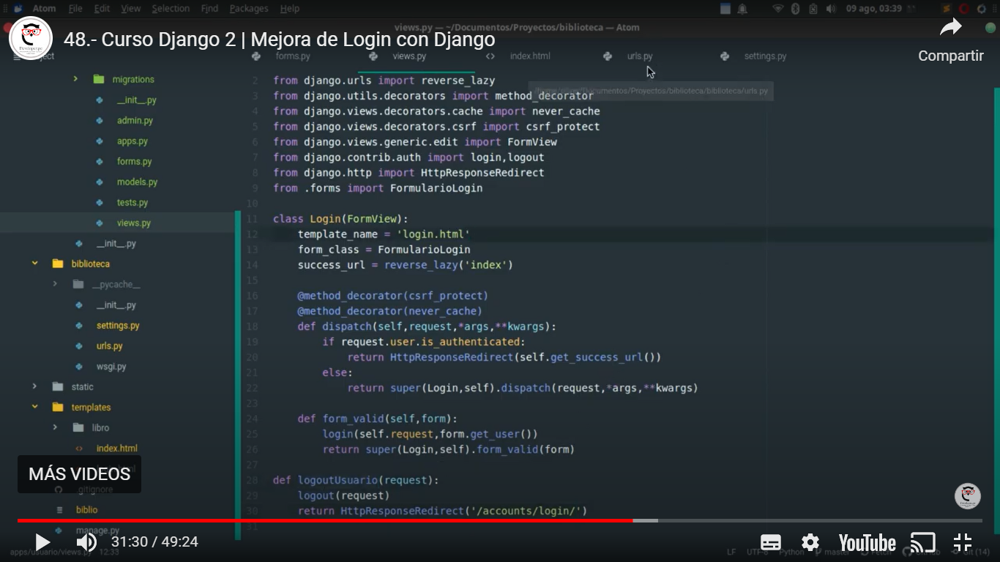 Atom File Edit View Selection Find Packages Help
09 ago, 03:39
views.py — ~/Documentos/Proyectos/biblioteca — Atom
48.- Curso Django 2 | Mejora de Login con Django
Compartir
forms.py views.py index.html urls.py settings.py
migrations
__init__.py
admin.py
apps.py
forms.py
models.py
tests.py
views.py
__init__.py
biblioteca
__pycache__
__init__.py
settings.py
urls.py
wsgi.py
static
templates
libro
index.html
MÁS VIDEOS
.gitignore
biblio
manage.py
2 from django.urls import reverse_lazy
3 from django.utils.decorators import method_decorator
4 from django.views.decorators.cache import never_cache
5 from django.views.decorators.csrf import csrf_protect
6 from django.views.generic.edit import FormView
7 from django.contrib.auth import login,logout
8 from django.http import HttpResponseRedirect
9 from .forms import FormularioLogin
10
11 class Login(FormView):
12 template_name = 'login.html'
13 form_class = FormularioLogin
14 success_url = reverse_lazy('index')
15
16 @method_decorator(csrf_protect)
17 @method_decorator(never_cache)
18 def dispatch(self,request,*args,**kwargs):
19 if request.user.is_authenticated:
20 return HttpResponseRedirect(self.get_success_url())
21 else:
22 return super(Login,self).dispatch(request,*args,**kwargs)
23
24 def form_valid(self,form):
25 login(self.request,form.get_user())
26 return super(Login,self).form_valid(form)
27
28 def logoutUsuario(request):
29 logout(request)
30 return HttpResponseRedirect('/accounts/login/')
31
31:30 / 49:24
YouTube
apps/usuario/views.py 12:33
LF UTF-8 Python master Fetch GitHub Git (14)